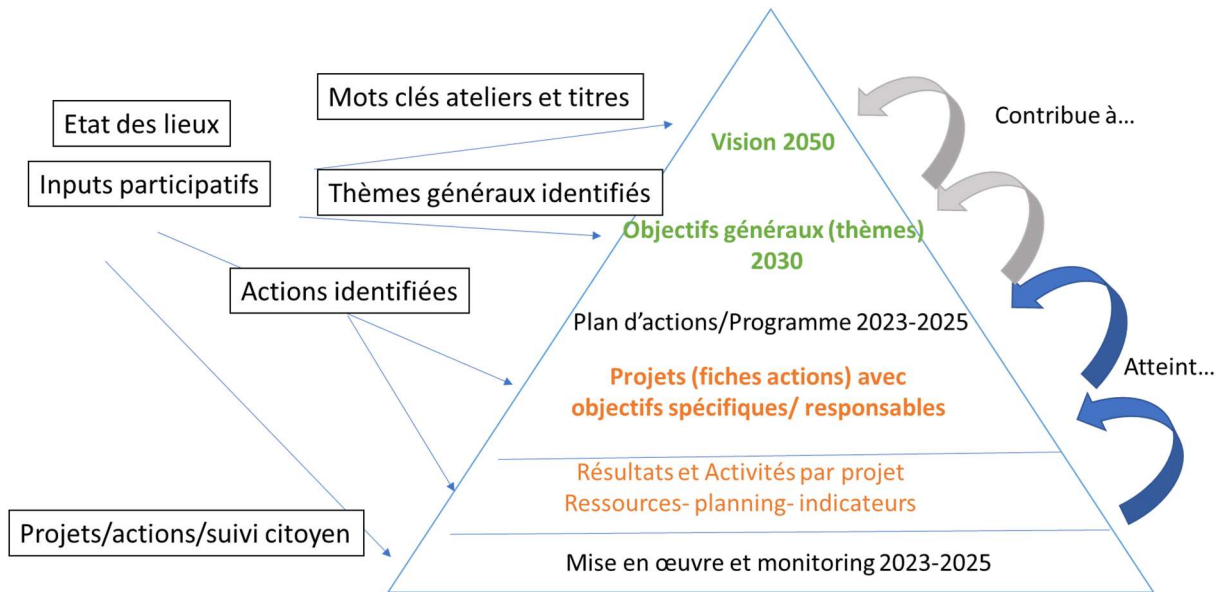 Mots clés ateliers et titres
Etat des lieux
Inputs participatifs
Thèmes généraux identifiés
Actions identifiées
Projets/actions/suivi citoyen
Vision 2050
Objectifs généraux (thèmes)
2030
Plan d’actions/Programme 2023-2025
Projets (fiches actions) avec
objectifs spécifiques/ responsables
Résultats et Activités par projet
Ressources- planning- indicateurs
Mise en œuvre et monitoring 2023-2025
Contribue à…
Atteint…